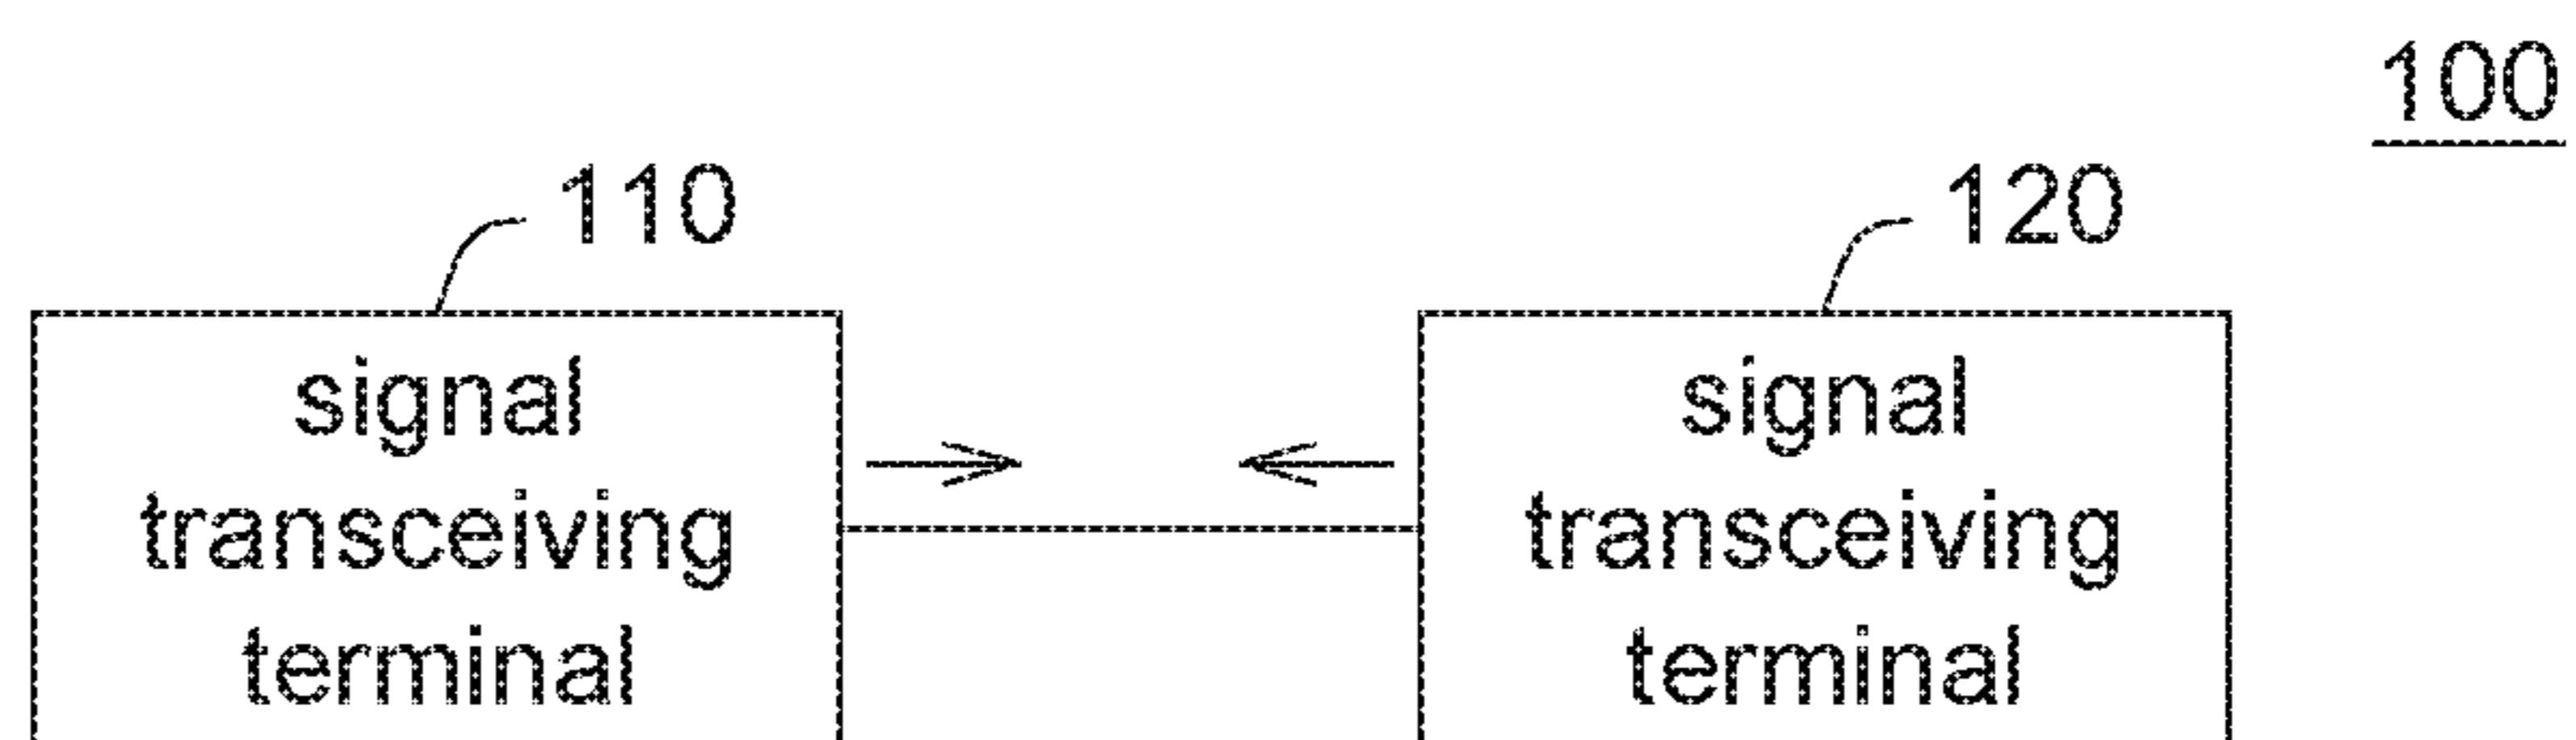 100
110
120
signal
transceiving
terminal
signal
transceiving
terminal